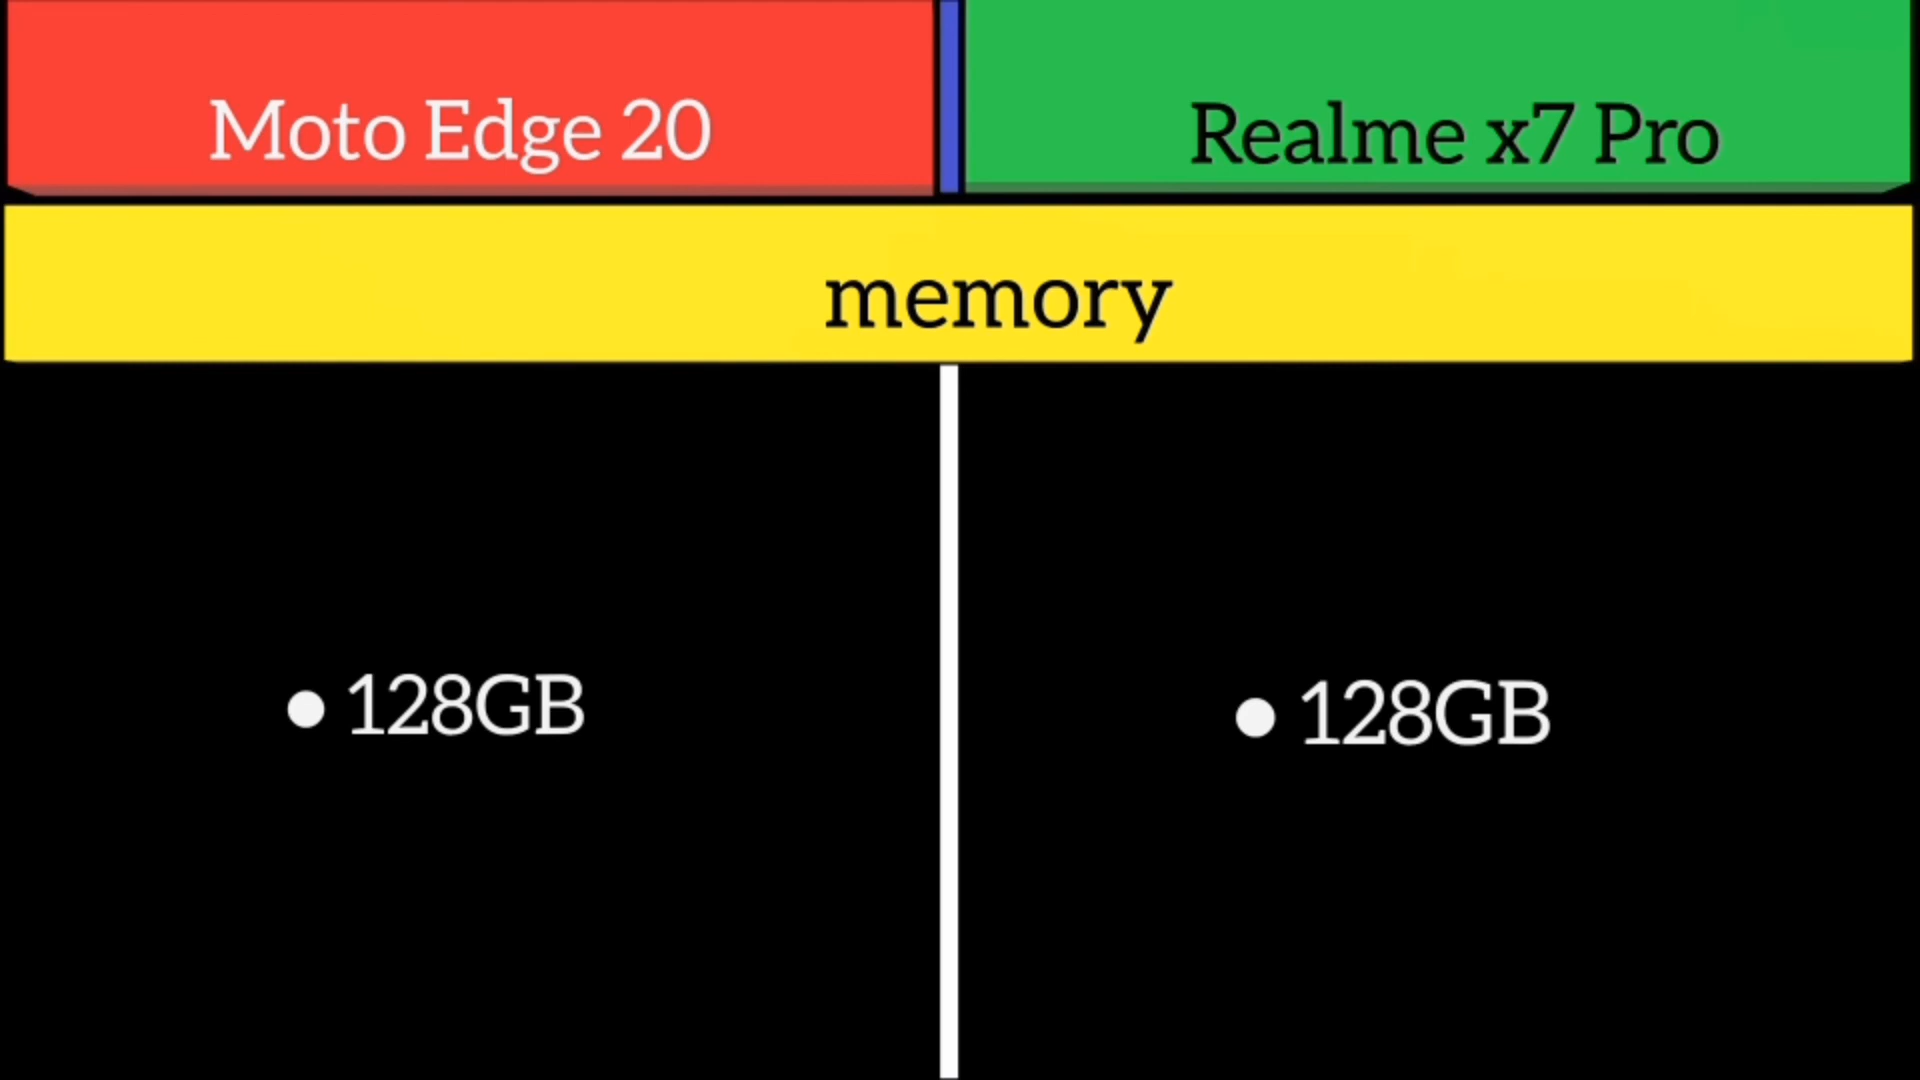 Moto Edge 20
Realme x7 Pro
memory
● 128GB
● 128GB